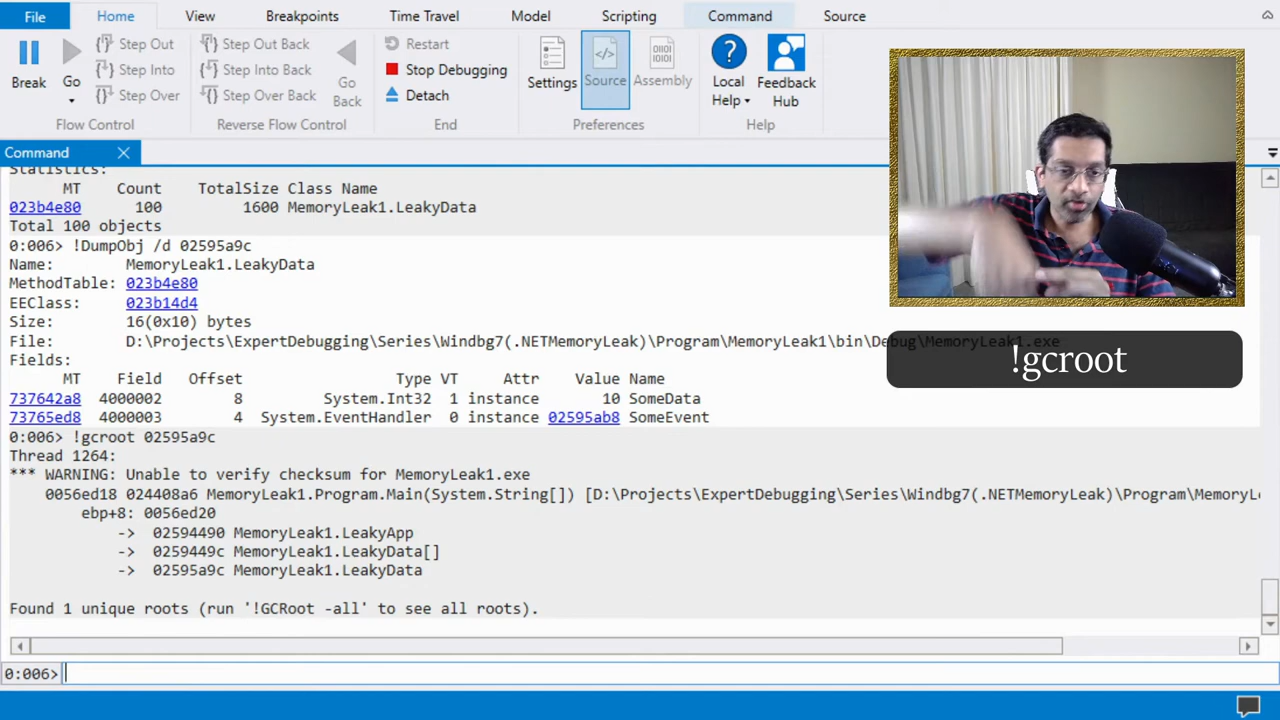 File Home View Breakpoints Time Travel Model Scripting Command Source
Break
Go
Step Out
Step Into
Step Over
Step Out Back
Step Into Back
Step Over Back
Go
Back
Restart
Stop Debugging
Detach
Settings
Source
Assembly
Local
Help
Feedback
Hub
Flow Control
Reverse Flow Control
End
Preferences
Help
Command
Statistics:
MT Count TotalSize Class Name
023b4e80 100 1600 MemoryLeak1.LeakyData
Total 100 objects
0:006> !DumpObj /d 02595a9c
Name: MemoryLeak1.LeakyData
MethodTable: 023b4e80
EEClass: 023b14d4
Size: 16(0x10) bytes
File: D:\Projects\ExpertDebugging\Series\Windbg7(.NETMemoryLeak)\Program\MemoryLeak1\bin\Debug\MemoryLeak1.exe
!gcroot
Fields:
MT Field Offset Type VT Attr Value Name
737642a8 4000002 8 System.Int32 1 instance 10 SomeData
73765ed8 4000003 4 System.EventHandler 0 instance 02595ab8 SomeEvent
0:006> !gcroot 02595a9c
Thread 1264:
*** WARNING: Unable to verify checksum for MemoryLeak1.exe
0056ed18 024408a6 MemoryLeak1.Program.Main(System.String[]) [D:\Projects\ExpertDebugging\Series\Windbg7(.NETMemoryLeak)\Program\MemoryL
ebp+8: 0056ed20
-> 02594490 MemoryLeak1.LeakyApp
-> 0259449c MemoryLeak1.LeakyData[]
-> 02595a9c MemoryLeak1.LeakyData
Found 1 unique roots (run '!GCRoot -all' to see all roots).
0:006>